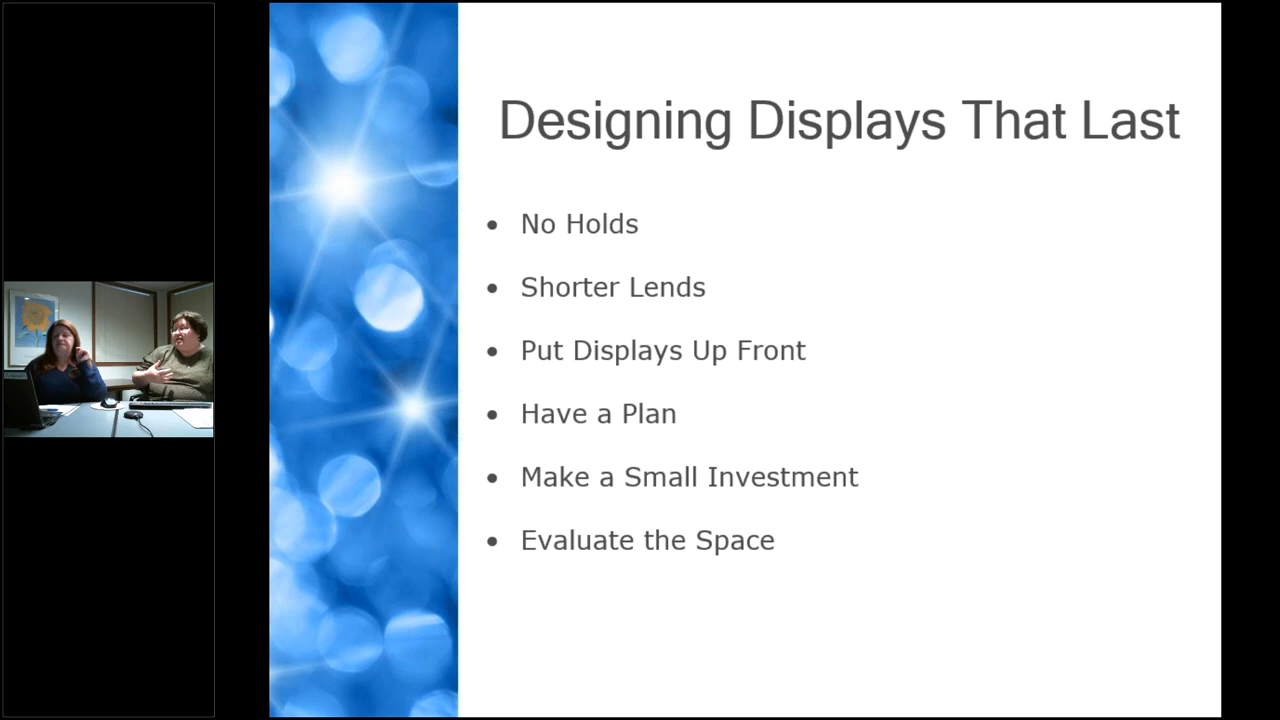 Designing Displays That Last
• No Holds
• Shorter Lends
• Put Displays Up Front
• Have a Plan
• Make a Small Investment
• Evaluate the Space